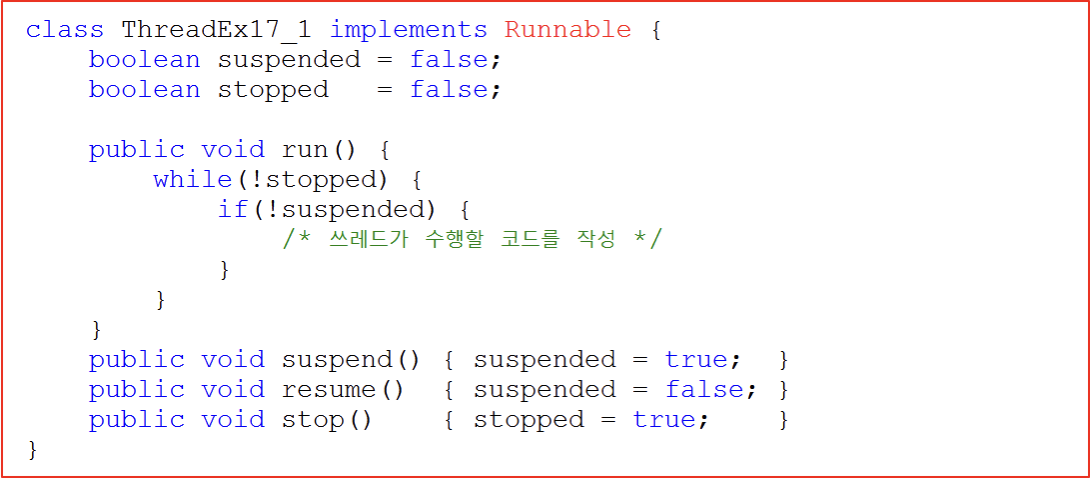 class ThreadEx17_1 implements Runnable {
    boolean suspended = false;
    boolean stopped   = false;

    public void run() {
        while(!stopped) {
            if(!suspended) {
                /* 쓰레드가 수행할 코드를 작성 */
            }
        }
    }
    public void suspend() { suspended = true;  }
    public void resume()  { suspended = false; }
    public void stop()    { stopped = true;    }
}